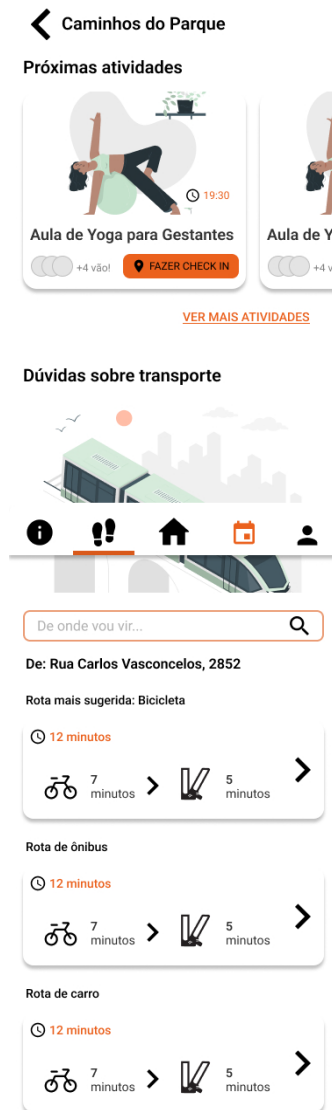 Caminhos do Parque
Próximas atividades
19:30
Aula de Yoga para Gestantes
+4 vão!
FAZER CHECK IN
Aula de Y
+4 v
VER MAIS ATIVIDADES
Dúvidas sobre transporte
De onde vou vir...
De: Rua Carlos Vasconcelos, 2852
Rota mais sugerida: Bicicleta
12 minutos
7
minutos
5
minutos
Rota de ônibus
12 minutos
7
minutos
5
minutos
Rota de carro
12 minutos
7
minutos
5
minutos